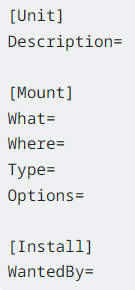 [Unit]
Description=

[Mount]
What=
Where=
Type=
Options=

[Install]
WantedBy=